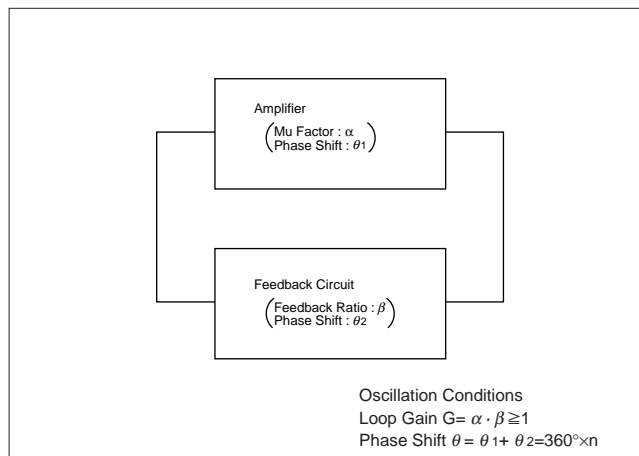 Amplifier
(Mu Factor : α
Phase Shift : θ1)
Feedback Circuit
(Feedback Ratio : β
Phase Shift : θ2)
Oscillation Conditions
Loop Gain G= α · β ≧1
Phase Shift θ = θ1+ θ2=360°×n